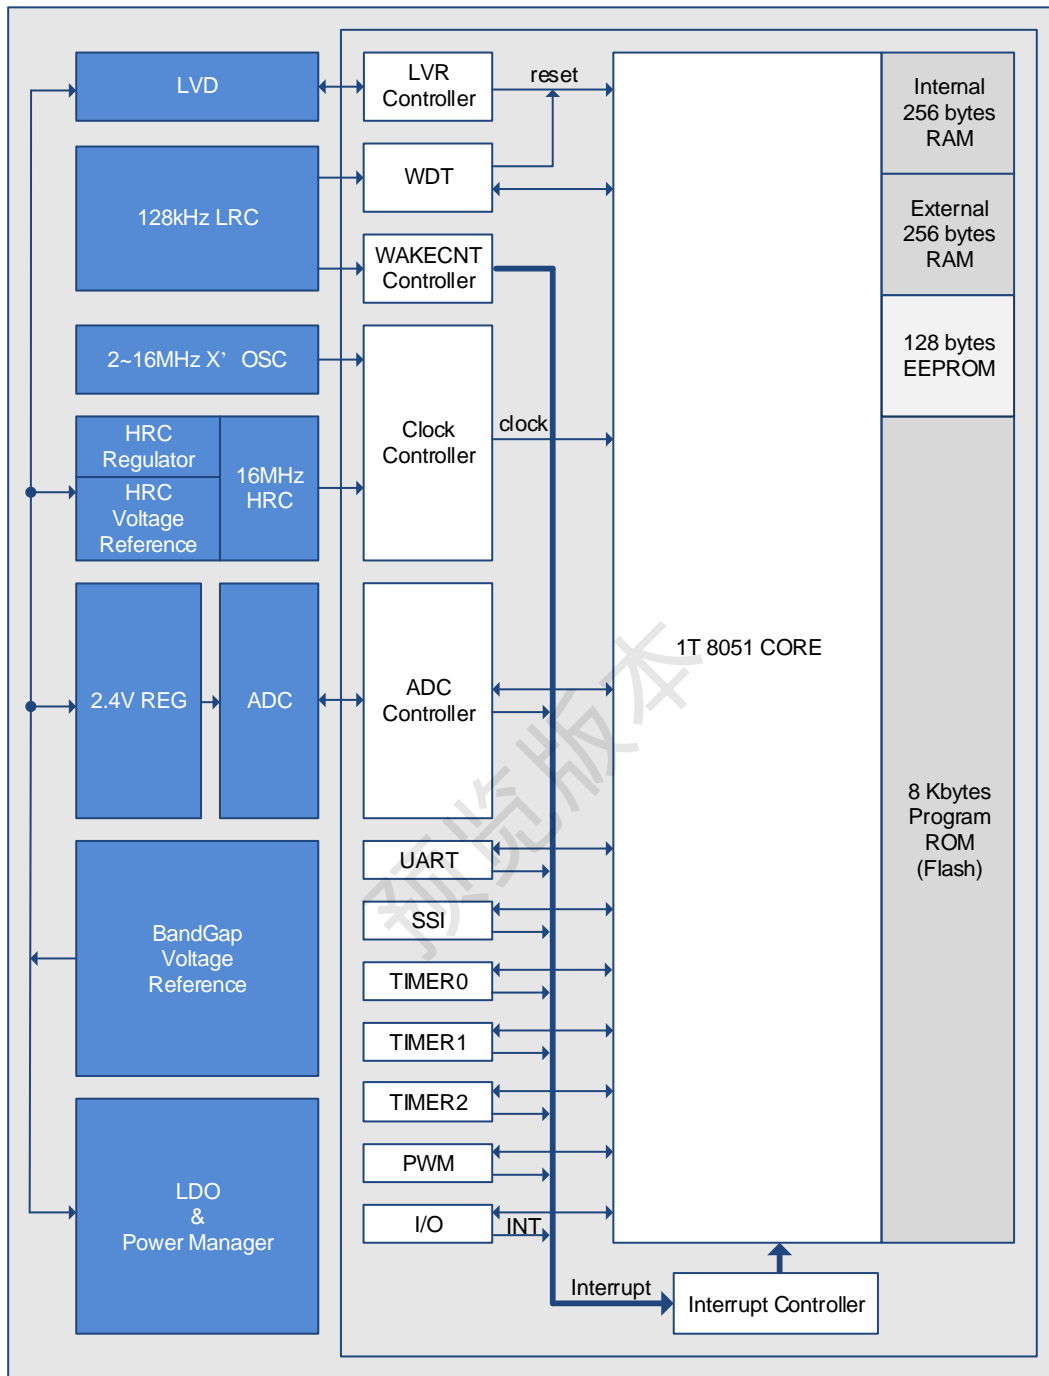 LVD
LVR
Controller
reset
Internal
256 bytes
RAM
128kHz LRC
WDT
External
256 bytes
RAM
WAKECNT
Controller
2~16MHz X’ OSC
128 bytes
EEPROM
HRC
Regulator
HRC
Voltage
Reference
16MHz
HRC
Clock
Controller
clock
2.4V REG
ADC
ADC
Controller
1T 8051 CORE
8 Kbytes
Program
ROM
(Flash)
UART
SSI
BandGap
Voltage
Reference
TIMER0
TIMER1
TIMER2
PWM
LDO
&
Power Manager
I/O
INT
Interrupt
Interrupt Controller
预览版本